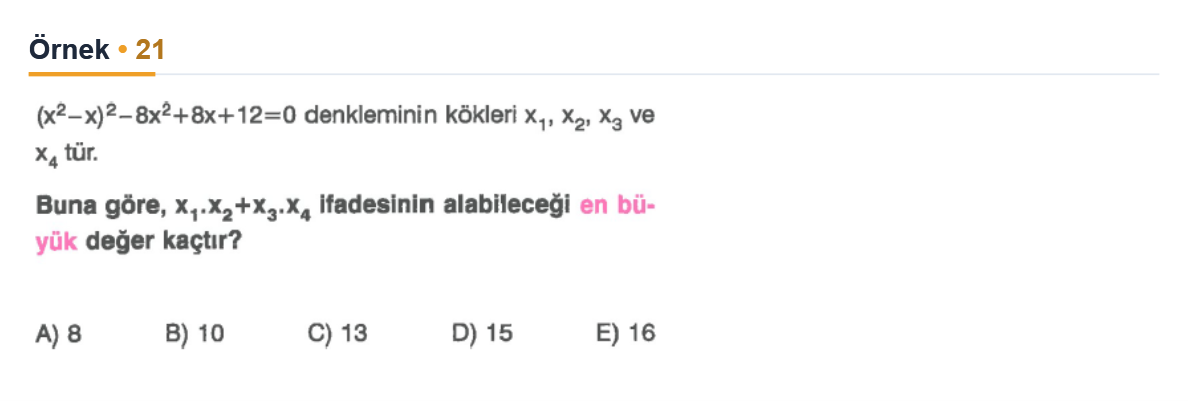 Örnek • 21
(x²–x)²–8x²+8x+12=0 denkleminin kökleri x₁, x₂, x₃ ve
x₄ tür.
Buna göre, x₁.x₂+x₃.x₄ ifadesinin alabileceği en bü-
yük değer kaçtır?
A) 8 B) 10 C) 13 D) 15 E) 16